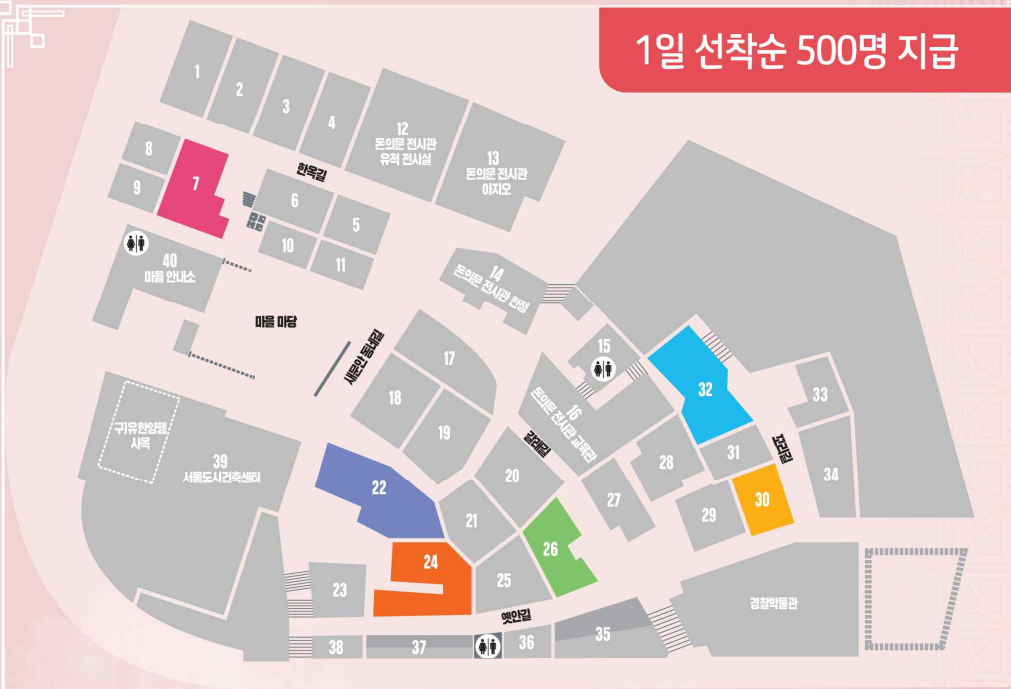 1일 선착순 500명 지급
1
2
3
4
12
돈의문 전시관
유적 전시실
13
돈의문 전시관
아지오
8
9
7
한옥길
6
5
10
11
40
마을 안내소
마을 마당
14
돈의문 전시관 한정
새문안 동네길
15
17
18
19
16
돈의문 전시관 교육관
32
33
31
꼬리길
34
구)유한양행
사옥
39
서울도시건축센터
22
갈래길
20
21
28
27
29
30
26
24
25
23
옛안길
경찰박물관
38
37
36
35